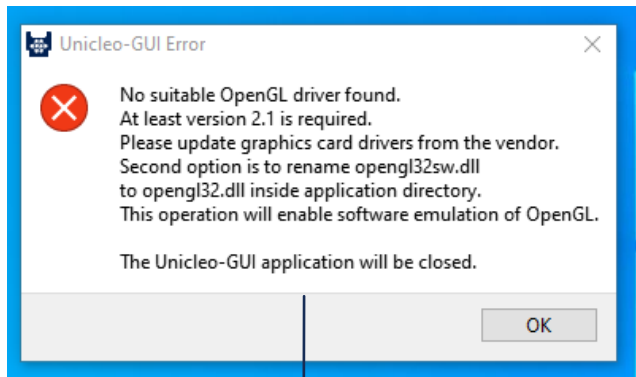 Unicleo-GUI Error
No suitable OpenGL driver found.
At least version 2.1 is required.
Please update graphics card drivers from the vendor.
Second option is to rename opengl32sw.dll
to opengl32.dll inside application directory.
This operation will enable software emulation of OpenGL.
The Unicleo-GUI application will be closed.
OK